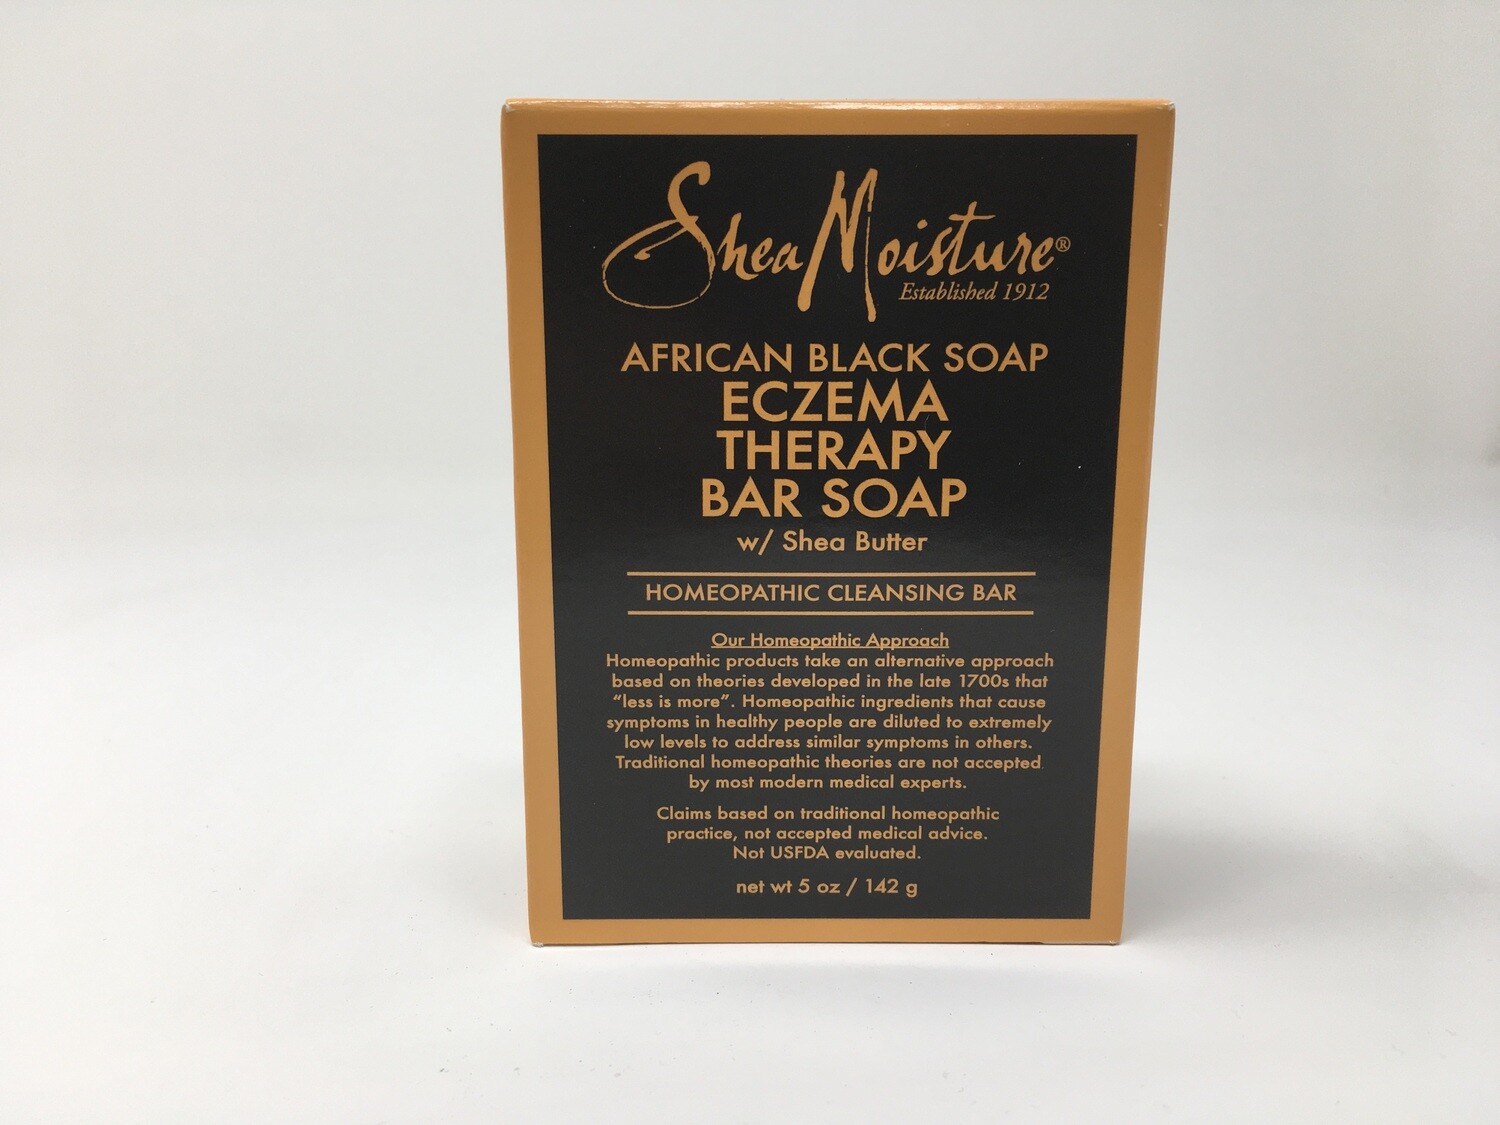 SheaMoisture®
Established 1912
AFRICAN BLACK SOAP
ECZEMA
THERAPY
BAR SOAP
w/ Shea Butter
HOMEOPATHIC CLEANSING BAR
Our Homeopathic Approach
Homeopathic products take an alternative approach
based on theories developed in the late 1700s that
“less is more”. Homeopathic ingredients that cause
symptoms in healthy people are diluted to extremely
low levels to address similar symptoms in others.
Traditional homeopathic theories are not accepted
by most modern medical experts.
Claims based on traditional homeopathic
practice, not accepted medical advice.
Not USFDA evaluated.
net wt 5 oz / 142 g